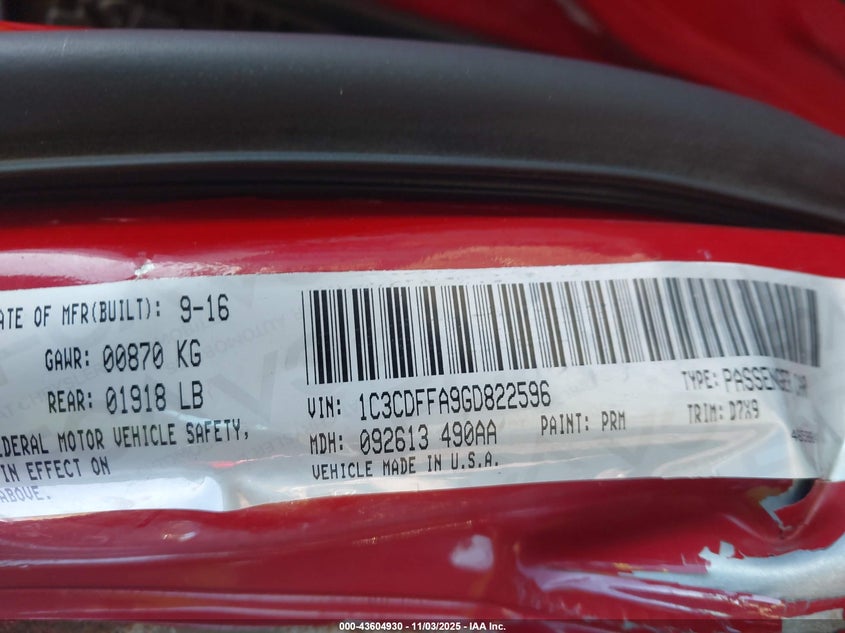 ATE OF MFR(BUILT): 9-16
GAWR: 00870 KG
REAR: 01918 LB
EDERAL MOTOR VEHICLE SAFETY,
IN EFFECT ON
ABOVE.
VIN: 1C3CDFFA9GD822596
TYPE: PASSENGER CAR
MDH: 092613 490AA
PAINT: PRM
TRIM: D7X9
VEHICLE MADE IN U.S.A.
000-43604930 - 11/03/2025 - IAA Inc.